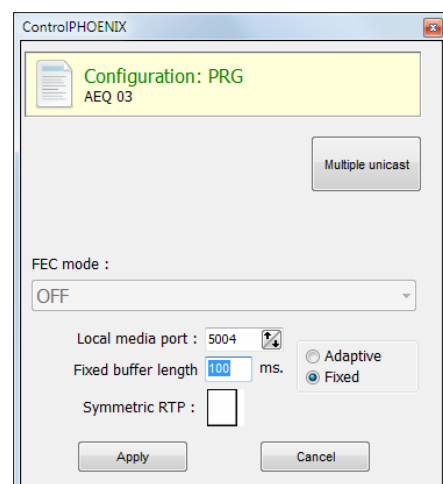 ControlPHOENIX
Configuration: PRG
AEQ 03
Multiple unicast
FEC mode :
OFF
Local media port : 5004
Fixed buffer length 100 ms.
Adaptive
Fixed
Symmetric RTP :
Apply Cancel